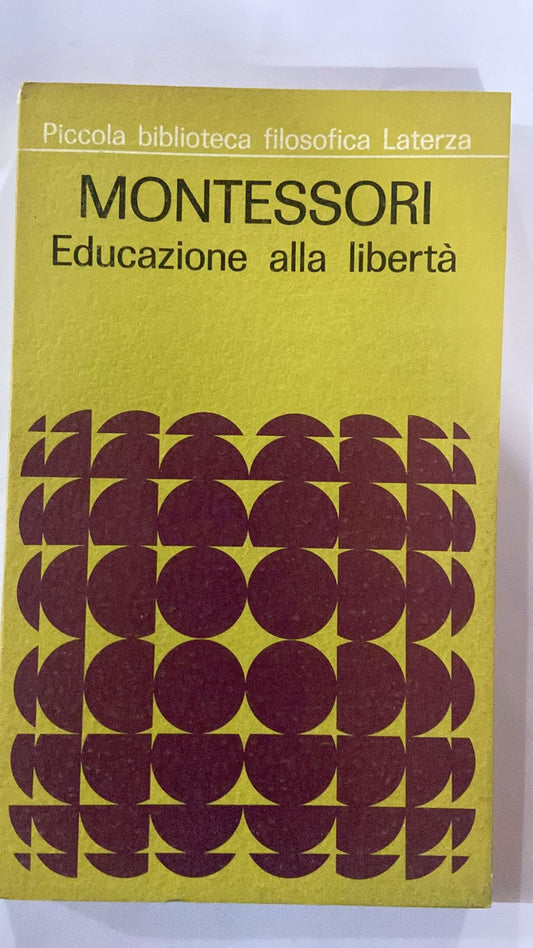 Piccola biblioteca filosofica Laterza
MONTESSORI
Educazione alla libertà